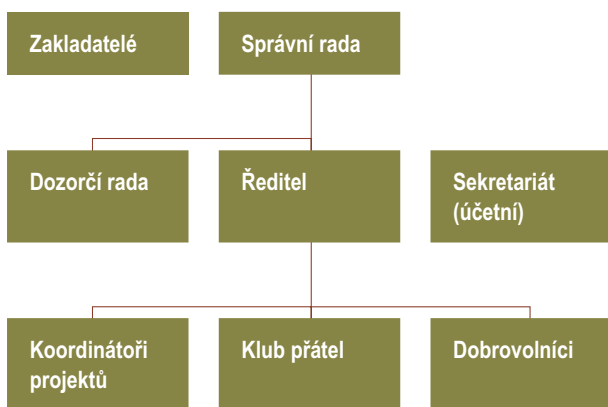 Zakladatelé
Správní rada
Dozorčí rada
Ředitel
Sekretariát
(účetní)
Koordinátoři
projektů
Klub přátel
Dobrovolníci